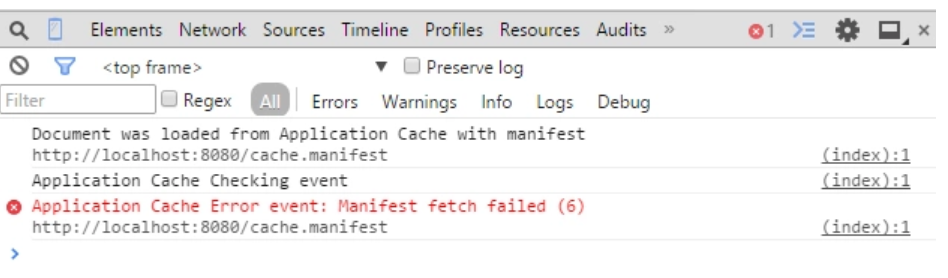 Elements Network Sources Timeline Profiles Resources Audits » 1
<top frame> ▼ Preserve log
Filter Regex All Errors Warnings Info Logs Debug
Document was loaded from Application Cache with manifest
http://localhost:8080/cache.manifest (index):1
Application Cache Checking event (index):1
Application Cache Error event: Manifest fetch failed (6)
http://localhost:8080/cache.manifest (index):1